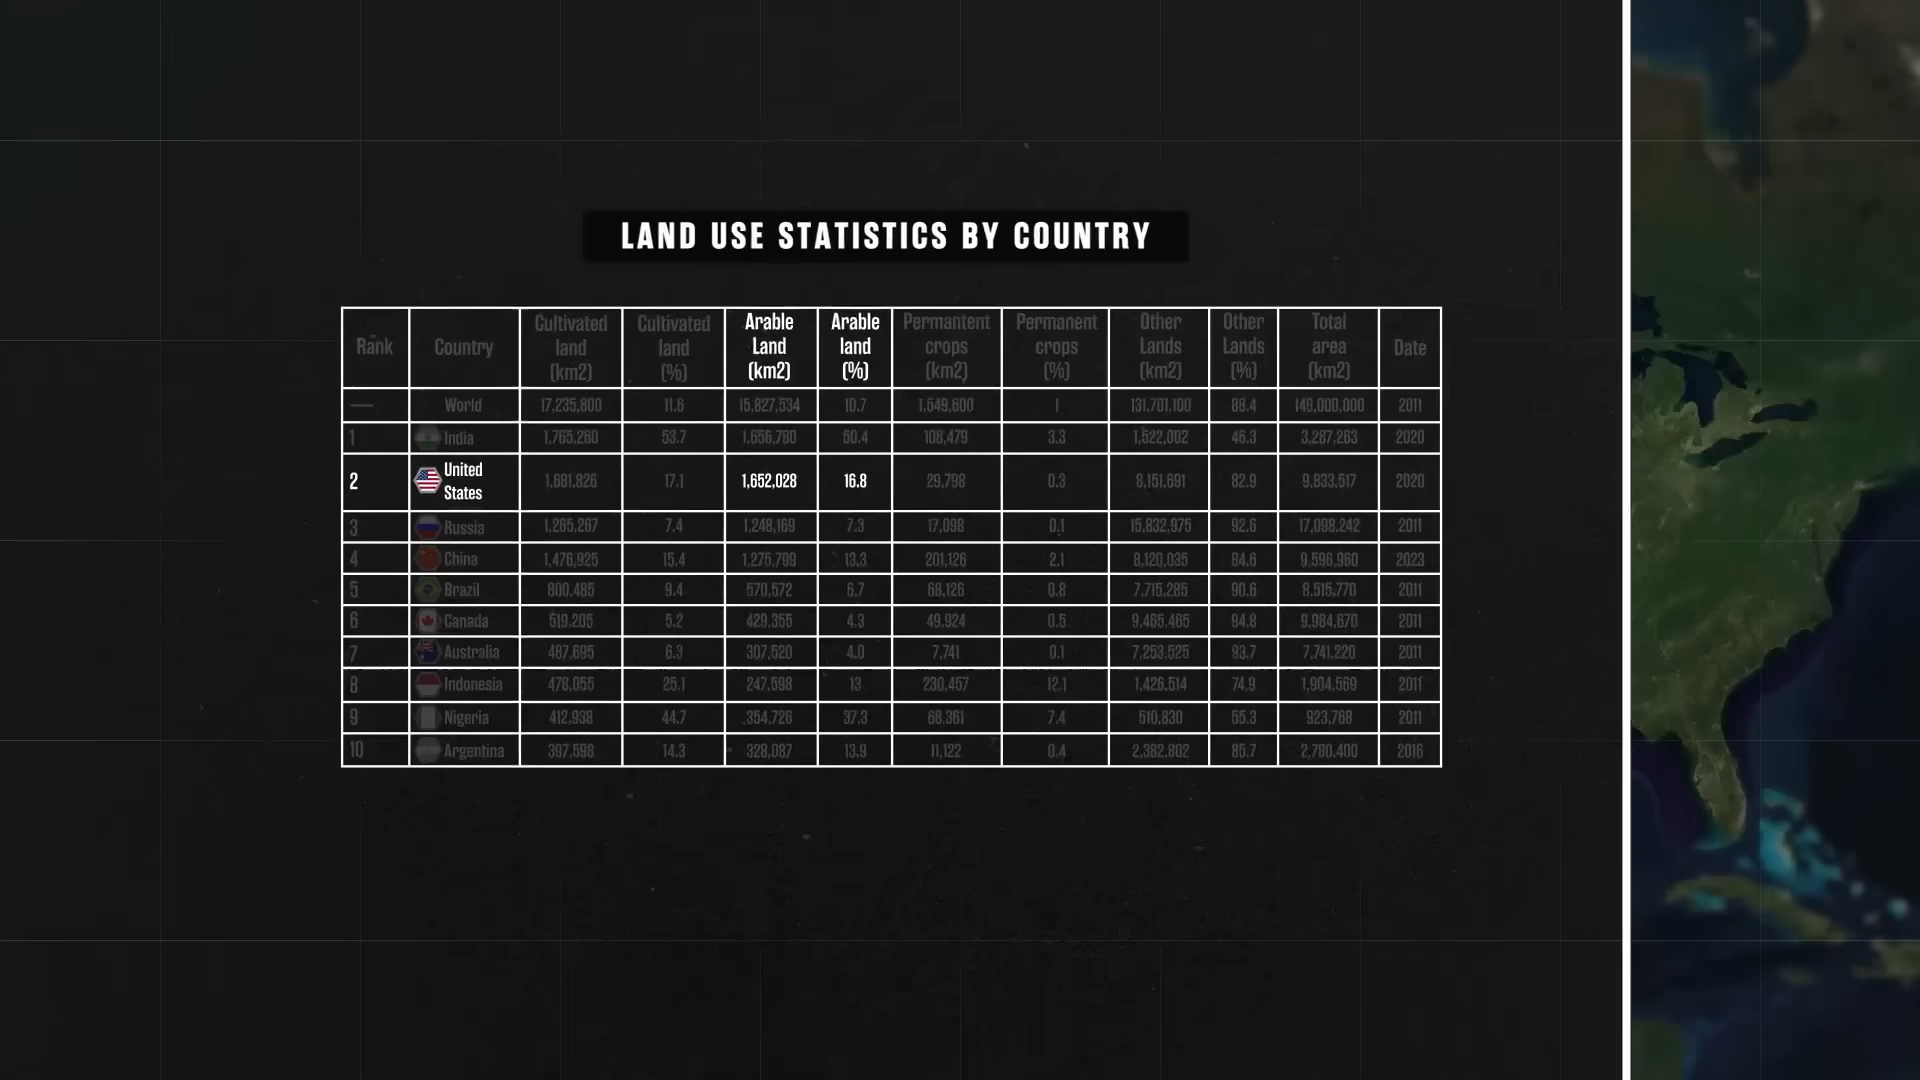 LAND USE STATISTICS BY COUNTRY
Rank Country Cultivated land (km2) Cultivated land (%) Arable Land (km2) Arable land (%) Permantent crops (km2) Permanent crops (%) Other Lands (km2) Other Lands (%) Total area (km2) Date
— World 17,235,800 11.6 15,827,534 10.7 1,549,600 1 131,701,100 88.4 149,000,000 2011
1 India 1,765,260 53.7 1,656,780 50.4 108,479 3.3 1,522,002 46.3 3,287,263 2020
2 United States 1,681,826 17.1 1,652,028 16.8 29,798 0.3 8,151,691 82.9 9,833,517 2020
3 Russia 1,265,267 7.4 1,248,169 7.3 17,098 0.1 15,832,975 92.6 17,098,242 2011
4 China 1,476,925 15.4 1,275,799 13.3 201,126 2.1 8,120,035 84.6 9,596,960 2023
5 Brazil 800,485 9.4 570,572 6.7 68,126 0.8 7,715,285 90.6 8,515,770 2011
6 Canada 519,205 5.2 429,355 4.3 49,924 0.5 9,465,465 94.8 9,984,670 2011
7 Australia 487,695 6.3 307,520 4.0 7,741 0.1 7,253,525 93.7 7,741,220 2011
8 Indonesia 478,055 25.1 247,598 13 230,457 12.1 1,426,514 74.9 1,904,569 2011
9 Nigeria 412,938 44.7 354,726 37.3 68,361 7.4 510,830 55.3 923,768 2011
10 Argentina 397,598 14.3 328,087 13.9 11,122 0.4 2,382,802 85.7 2,780,400 2016